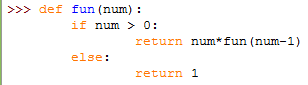 >>> def fun(num):
        if num > 0:
                return num*fun(num-1)
        else:
                return 1